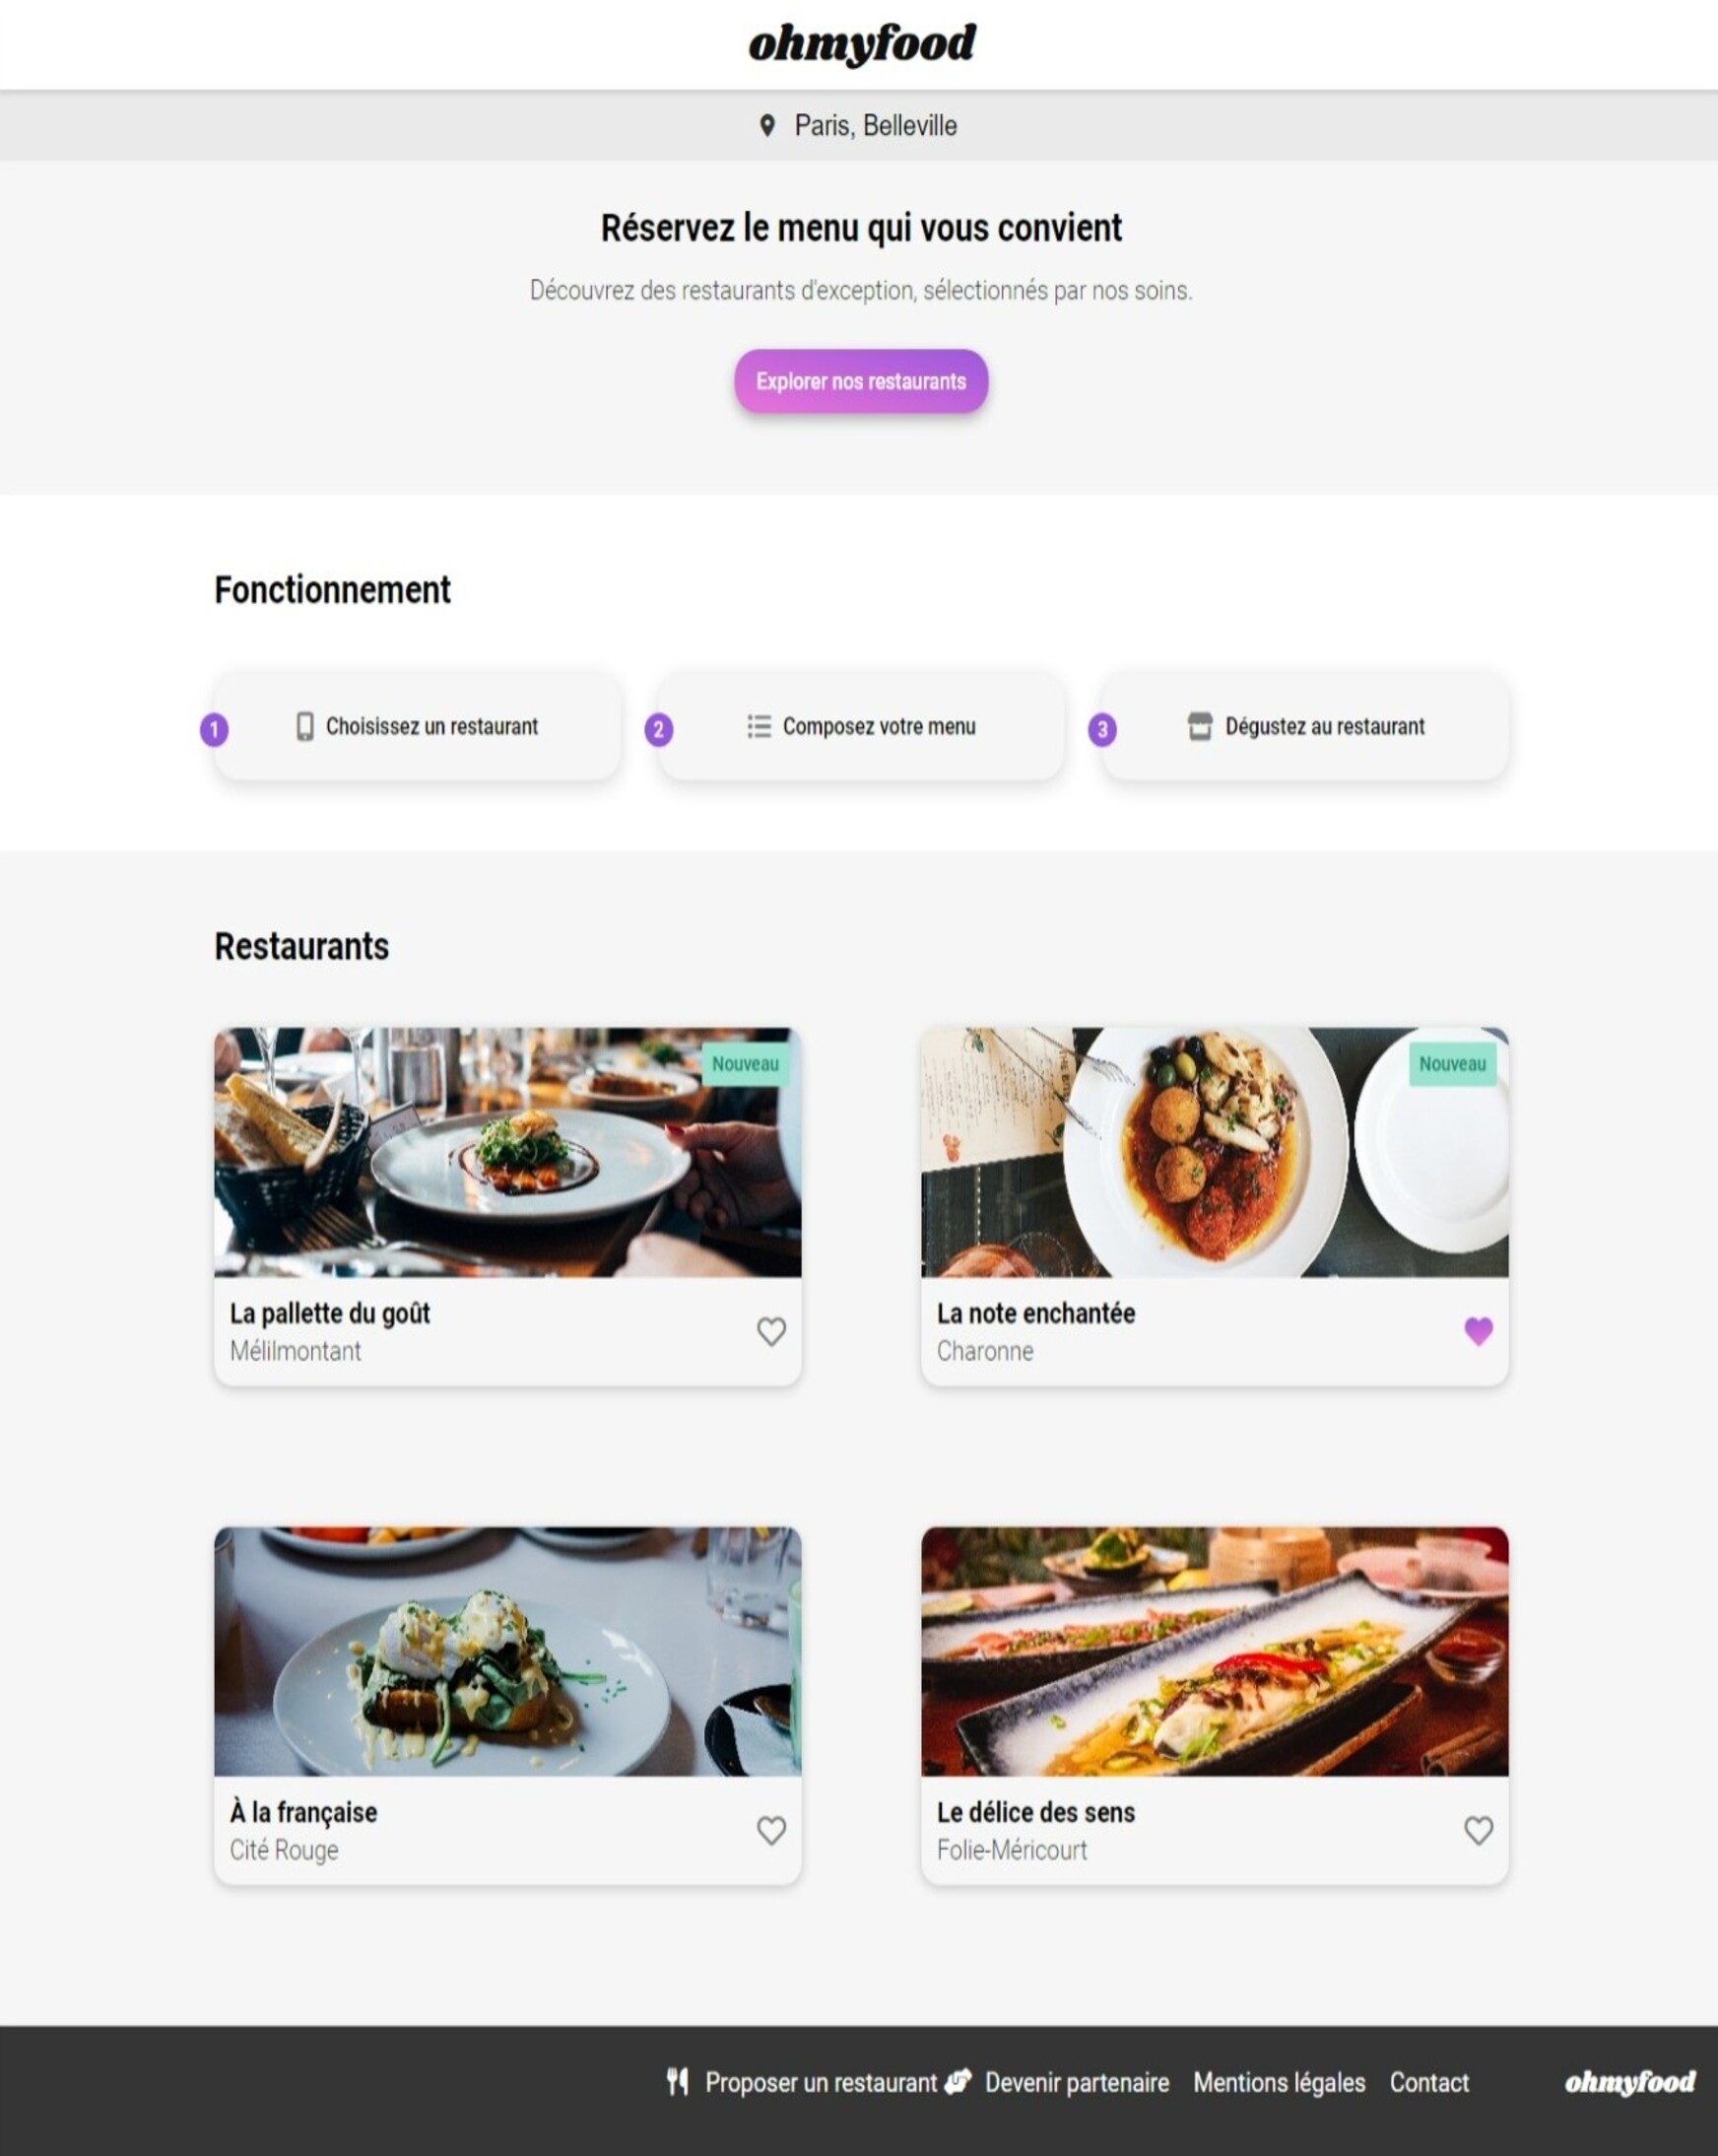 ohmyfood
Paris, Belleville
Réservez le menu qui vous convient
Découvrez des restaurants d'exception, sélectionnés par nos soins.
Explorer nos restaurants
Fonctionnement
1 Choisissez un restaurant
2 Composez votre menu
3 Dégustez au restaurant
Restaurants
Nouveau
La pallette du goût
Mélilmontant
Nouveau
La note enchantée
Charonne
À la française
Cité Rouge
Le délice des sens
Folie-Méricourt
Proposer un restaurant Devenir partenaire Mentions légales Contact ohmyfood